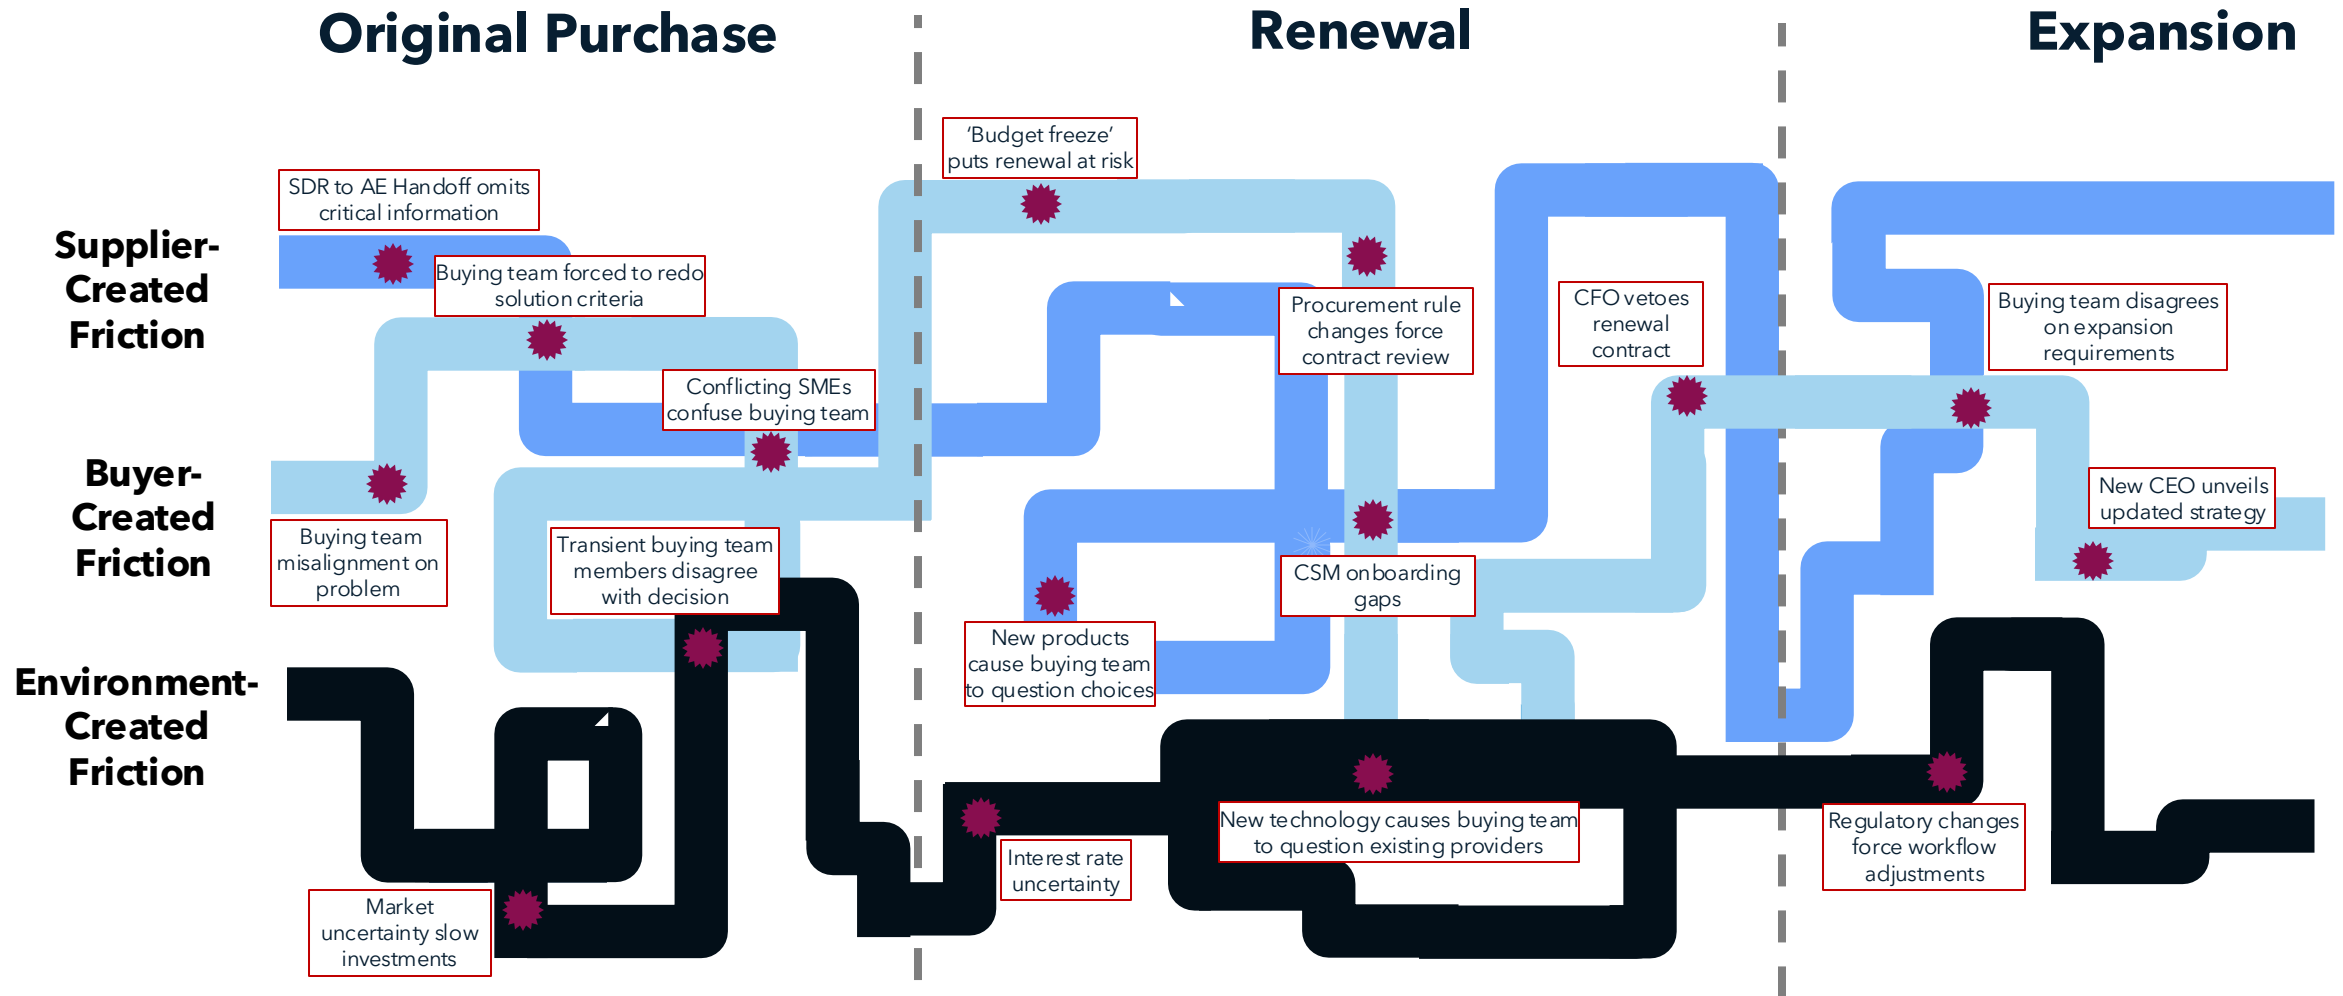 Original Purchase
Renewal
Expansion
Supplier-
Created
Friction
Buyer-
Created
Friction
Environment-
Created
Friction
SDR to AE Handoff omits
critical information
Buying team forced to redo
solution criteria
Conflicting SMEs
confuse buying team
Buying team
misalignment on
problem
Transient buying team
members disagree
with decision
Market
uncertainty slow
investments
‘Budget freeze’
puts renewal at risk
Procurement rule
changes force
contract review
CFO vetoes
renewal
contract
CSM onboarding
gaps
New products
cause buying team
to question choices
New technology causes buying team
to question existing providers
Interest rate
uncertainty
Buying team disagrees
on expansion
requirements
New CEO unveils
updated strategy
Regulatory changes
force workflow
adjustments